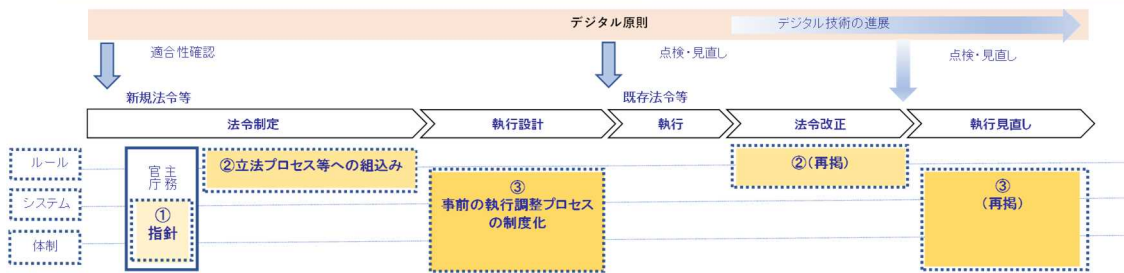 デジタル原則
デジタル技術の進展
適合性確認
点検・見直し
点検・見直し
新規法令等
既存法令等
法令制定
執行設計
執行
法令改正
執行見直し
ルール
システム
体制
主務
官庁
①
指針
②立法プロセス等への組込み
③
事前の執行調整プロセス
の制度化
②(再掲)
③
(再掲)